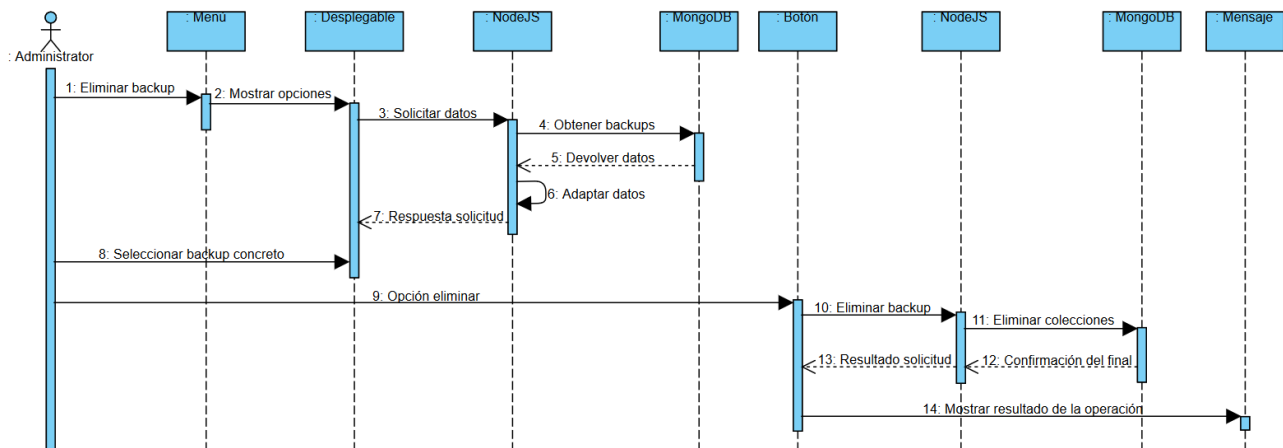 : Menú
: Desplegable
: NodeJS
: MongoDB
: Botón
: NodeJS
: MongoDB
: Mensaje
: Administrator
1: Eliminar backup
2: Mostrar opciones
3: Solicitar datos
4: Obtener backups
5: Devolver datos
6: Adaptar datos
7: Respuesta solicitud
8: Seleccionar backup concreto
9: Opción eliminar
10: Eliminar backup
11: Eliminar colecciones
13: Resultado solicitud
12: Confirmación del final
14: Mostrar resultado de la operación